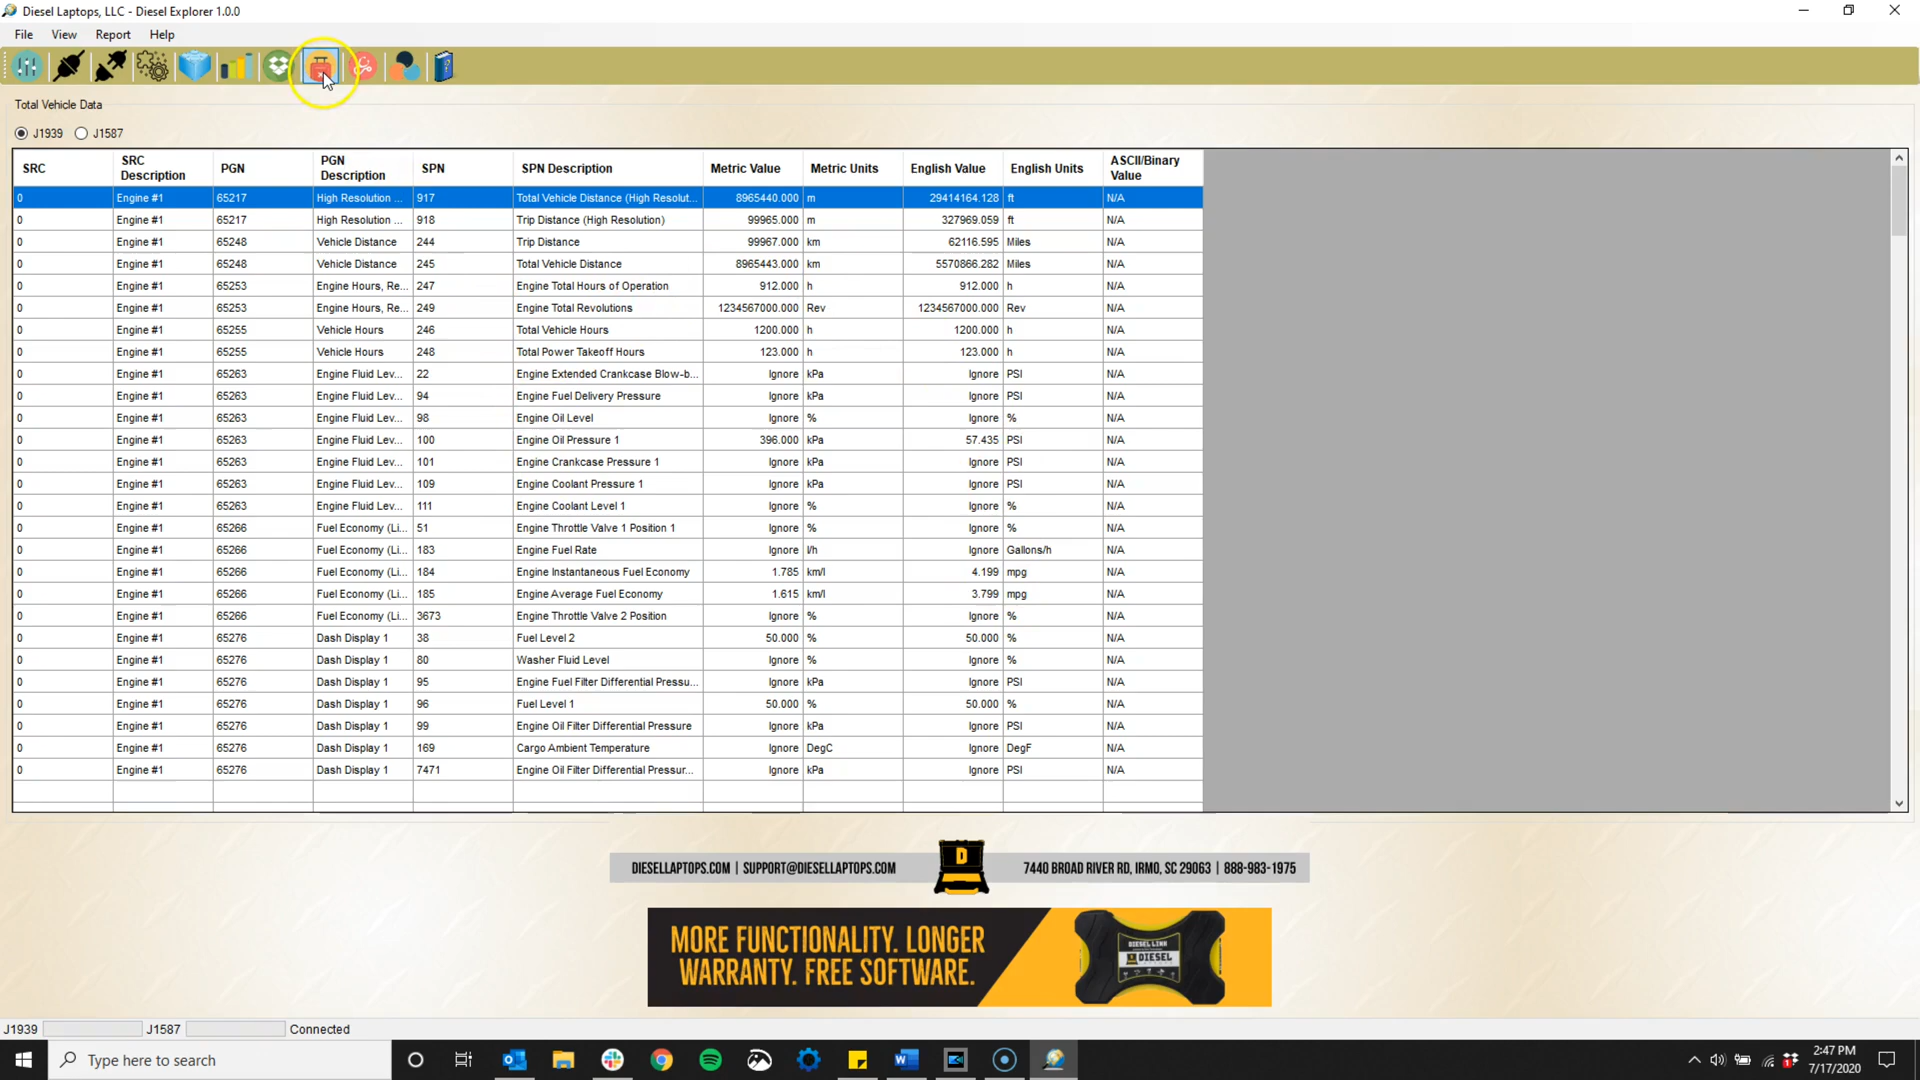 Diesel Laptops, LLC - Diesel Explorer 1.0.0
File View Report Help
Total Vehicle Data
J1939 J1587
SRC SRC Description PGN PGN Description SPN SPN Description Metric Value Metric Units English Value English Units ASCII/Binary Value
0 Engine #1 65217 High Resolution ... 917 Total Vehicle Distance (High Resolut... 8965440.000 m 29414164.128 ft N/A
0 Engine #1 65217 High Resolution ... 918 Trip Distance (High Resolution) 99965.000 m 327969.059 ft N/A
0 Engine #1 65248 Vehicle Distance 244 Trip Distance 99967.000 km 62116.595 Miles N/A
0 Engine #1 65248 Vehicle Distance 245 Total Vehicle Distance 8965443.000 km 5570866.282 Miles N/A
0 Engine #1 65253 Engine Hours, Re... 247 Engine Total Hours of Operation 912.000 h 912.000 h N/A
0 Engine #1 65253 Engine Hours, Re... 249 Engine Total Revolutions 1234567000.000 Rev 1234567000.000 Rev N/A
0 Engine #1 65255 Vehicle Hours 246 Total Vehicle Hours 1200.000 h 1200.000 h N/A
0 Engine #1 65255 Vehicle Hours 248 Total Power Takeoff Hours 123.000 h 123.000 h N/A
0 Engine #1 65263 Engine Fluid Lev... 22 Engine Extended Crankcase Blow-b... Ignore kPa Ignore PSI N/A
0 Engine #1 65263 Engine Fluid Lev... 94 Engine Fuel Delivery Pressure Ignore kPa Ignore PSI N/A
0 Engine #1 65263 Engine Fluid Lev... 98 Engine Oil Level Ignore % Ignore % N/A
0 Engine #1 65263 Engine Fluid Lev... 100 Engine Oil Pressure 1 396.000 kPa 57.435 PSI N/A
0 Engine #1 65263 Engine Fluid Lev... 101 Engine Crankcase Pressure 1 Ignore kPa Ignore PSI N/A
0 Engine #1 65263 Engine Fluid Lev... 109 Engine Coolant Pressure 1 Ignore kPa Ignore PSI N/A
0 Engine #1 65263 Engine Fluid Lev... 111 Engine Coolant Level 1 Ignore % Ignore % N/A
0 Engine #1 65266 Fuel Economy (Li... 51 Engine Throttle Valve 1 Position 1 Ignore % Ignore % N/A
0 Engine #1 65266 Fuel Economy (Li... 183 Engine Fuel Rate Ignore l/h Ignore Gallons/h N/A
0 Engine #1 65266 Fuel Economy (Li... 184 Engine Instantaneous Fuel Economy 1.785 km/l 4.199 mpg N/A
0 Engine #1 65266 Fuel Economy (Li... 185 Engine Average Fuel Economy 1.615 km/l 3.799 mpg N/A
0 Engine #1 65266 Fuel Economy (Li... 3673 Engine Throttle Valve 2 Position Ignore % Ignore % N/A
0 Engine #1 65276 Dash Display 1 38 Fuel Level 2 50.000 % 50.000 % N/A
0 Engine #1 65276 Dash Display 1 80 Washer Fluid Level Ignore % Ignore % N/A
0 Engine #1 65276 Dash Display 1 95 Engine Fuel Filter Differential Pressu... Ignore kPa Ignore PSI N/A
0 Engine #1 65276 Dash Display 1 96 Fuel Level 1 50.000 % 50.000 % N/A
0 Engine #1 65276 Dash Display 1 99 Engine Oil Filter Differential Pressure Ignore kPa Ignore PSI N/A
0 Engine #1 65276 Dash Display 1 169 Cargo Ambient Temperature Ignore DegC Ignore DegF N/A
0 Engine #1 65276 Dash Display 1 7471 Engine Oil Filter Differential Pressur... Ignore kPa Ignore PSI N/A
DIESELLAPTOPS.COM | SUPPORT@DIESELLAPTOPS.COM D 7440 BROAD RIVER RD, IRMO, SC 29063 | 888-983-1975
MORE FUNCTIONALITY. LONGER
WARRANTY. FREE SOFTWARE.
DIESEL LINK
DIESEL
J1939 J1587 Connected
Type here to search
2:47 PM
7/17/2020